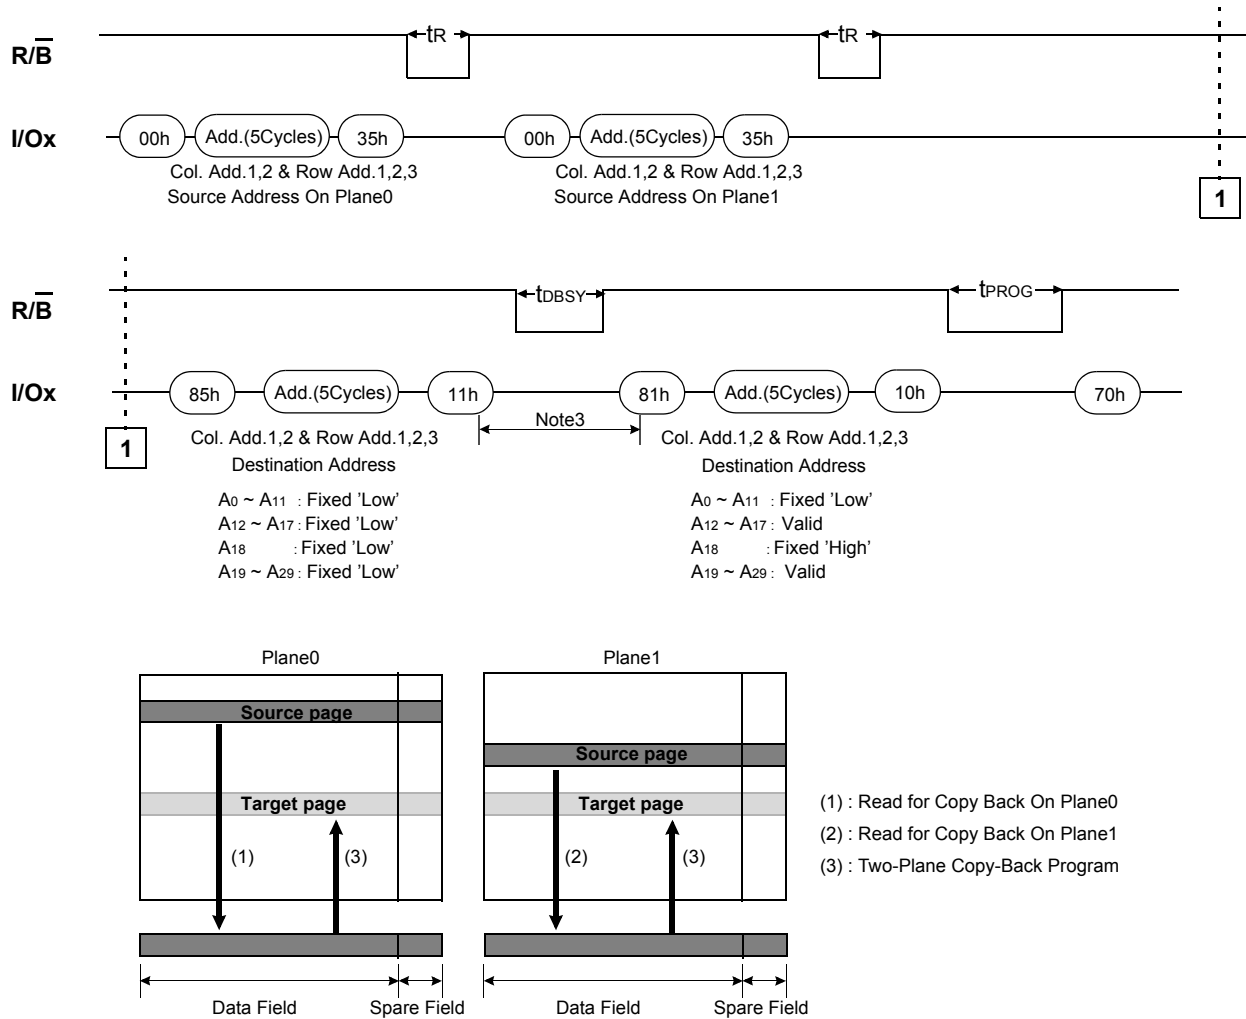 R/B
tR
tR
I/Ox
00h
Add.(5Cycles)
35h
00h
Add.(5Cycles)
35h
Col. Add.1,2 & Row Add.1,2,3
Source Address On Plane0
Col. Add.1,2 & Row Add.1,2,3
Source Address On Plane1
1
R/B
tDBSY
tPROG
I/Ox
85h
Add.(5Cycles)
11h
81h
Add.(5Cycles)
10h
70h
Note3
1
Col. Add.1,2 & Row Add.1,2,3
Destination Address
A0 ~ A11 : Fixed 'Low'
A12 ~ A17 : Fixed 'Low'
A18 : Fixed 'Low'
A19 ~ A29 : Fixed 'Low'
Col. Add.1,2 & Row Add.1,2,3
Destination Address
A0 ~ A11 : Fixed 'Low'
A12 ~ A17 : Valid
A18 : Fixed 'High'
A19 ~ A29 : Valid
Plane0
Source page
Target page
(1)
(3)
Data Field
Spare Field
Plane1
Source page
Target page
(2)
(3)
Data Field
Spare Field
(1) : Read for Copy Back On Plane0
(2) : Read for Copy Back On Plane1
(3) : Two-Plane Copy-Back Program